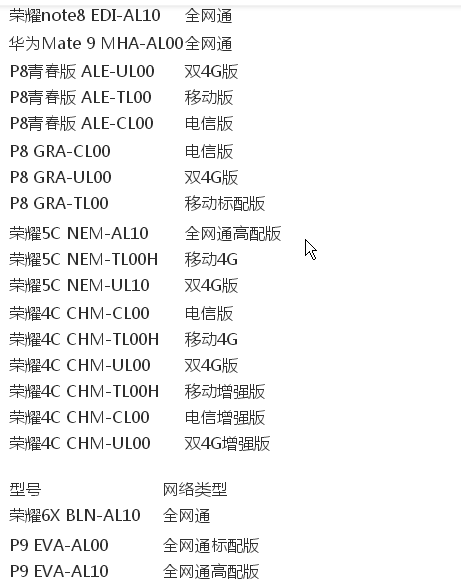 荣耀note8 EDI-AL10 全网通
华为Mate 9 MHA-AL00全网通
P8青春版 ALE-UL00 双4G版
P8青春版 ALE-TL00 移动版
P8青春版 ALE-CL00 电信版
P8 GRA-CL00 电信版
P8 GRA-UL00 双4G版
P8 GRA-TL00 移动标配版
荣耀5C NEM-AL10 全网通高配版
荣耀5C NEM-TL00H 移动4G
荣耀5C NEM-UL10 双4G版
荣耀4C CHM-CL00 电信版
荣耀4C CHM-TL00H 移动4G
荣耀4C CHM-UL00 双4G版
荣耀4C CHM-TL00H 移动增强版
荣耀4C CHM-CL00 电信增强版
荣耀4C CHM-UL00 双4G增强版
型号 网络类型
荣耀6X BLN-AL10 全网通
P9 EVA-AL00 全网通标配版
P9 EVA-AL10 全网通高配版